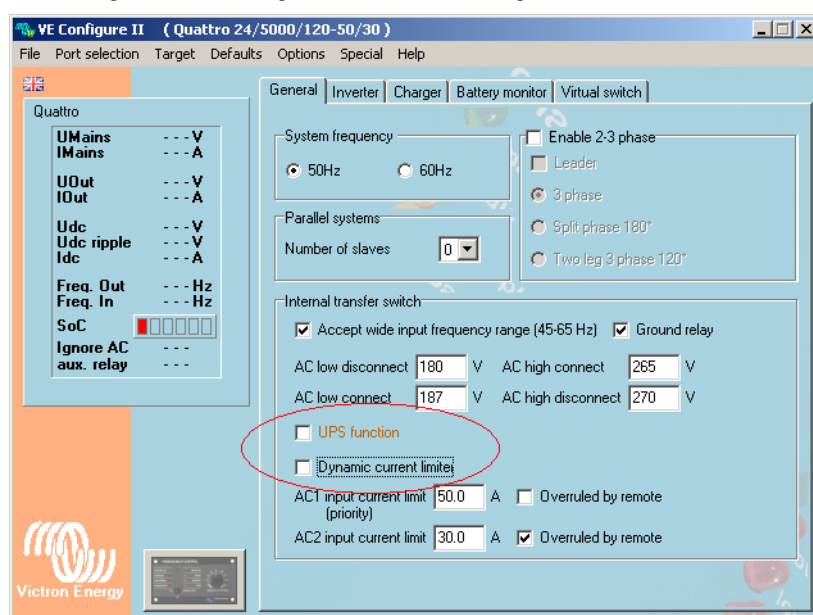 VE Configure II ( Quattro 24/5000/120-50/30 )
File Port selection Target Defaults Options Special Help
General Inverter Charger Battery monitor Virtual switch
Quattro
UMains - - - V
IMains - - - A
UOut - - - V
IOut - - - A
Udc - - - V
Udc ripple - - - V
Idc - - - A
Freq. Out - - - Hz
Freq. In - - - Hz
SoC
Ignore AC - - -
aux. relay - - -
System frequency
50Hz 60Hz
Parallel systems
Number of slaves 0
Enable 2-3 phase
Leader
3 phase
Split phase 180°
Two leg 3 phase 120°
Internal transfer switch
Accept wide input frequency range (45-65 Hz) Ground relay
AC low disconnect 180 V AC high connect 265 V
AC low connect 187 V AC high disconnect 270 V
UPS function
Dynamic current limiter
AC1 input current limit 50.0 A Overruled by remote
(priority)
AC2 input current limit 30.0 A Overruled by remote
Victron Energy